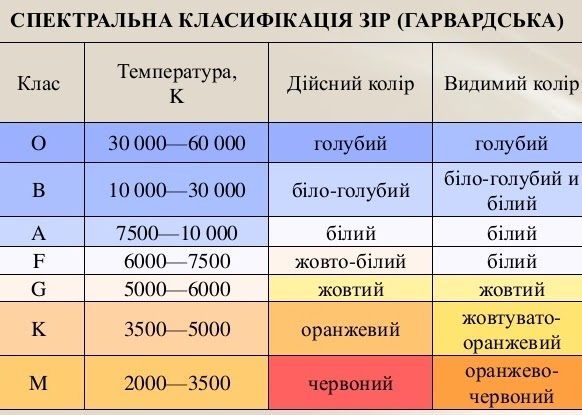 СПЕКТРАЛЬНА КЛАСИФІКАЦІЯ ЗІР (ГАРВАРДСЬКА)
Клас Температура, К Дійсний колір Видимий колір
O 30 000—60 000 голубий голубий
B 10 000—30 000 біло-голубий біло-голубий и білий
A 7500—10 000 білий білий
F 6000—7500 жовто-білий білий
G 5000—6000 жовтий жовтий
K 3500—5000 оранжевий жовтувато-оранжевий
M 2000—3500 червоний оранжево-червоний